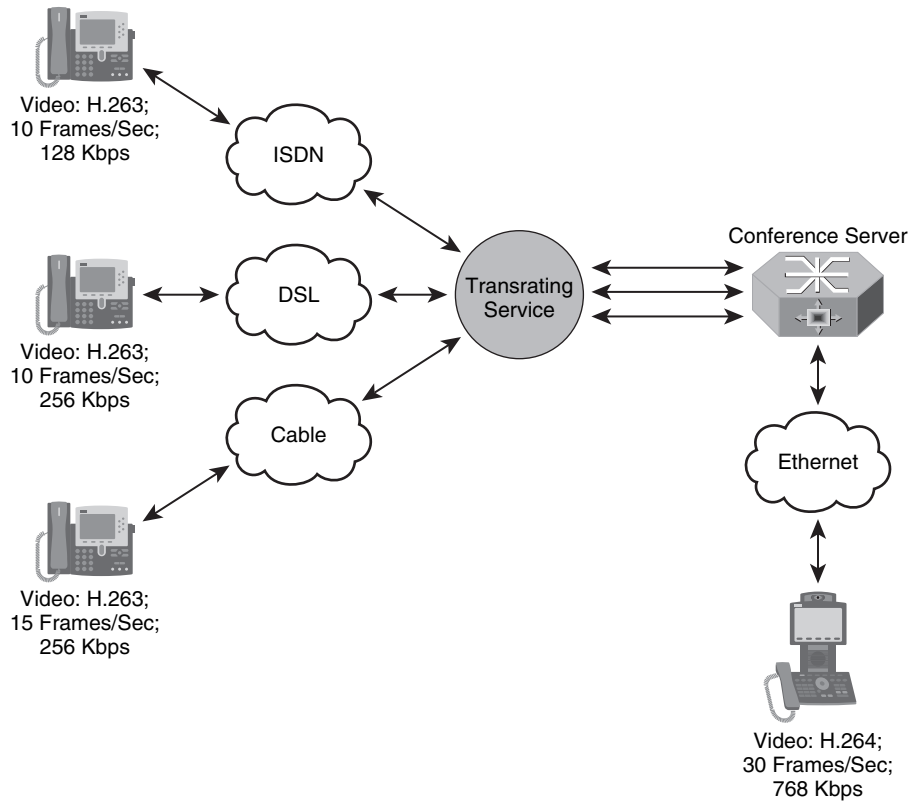 Video: H.263;
10 Frames/Sec;
128 Kbps
ISDN
Video: H.263;
10 Frames/Sec;
256 Kbps
DSL
Transrating
Service
Conference Server
Video: H.263;
15 Frames/Sec;
256 Kbps
Cable
Ethernet
Video: H.264;
30 Frames/Sec;
768 Kbps